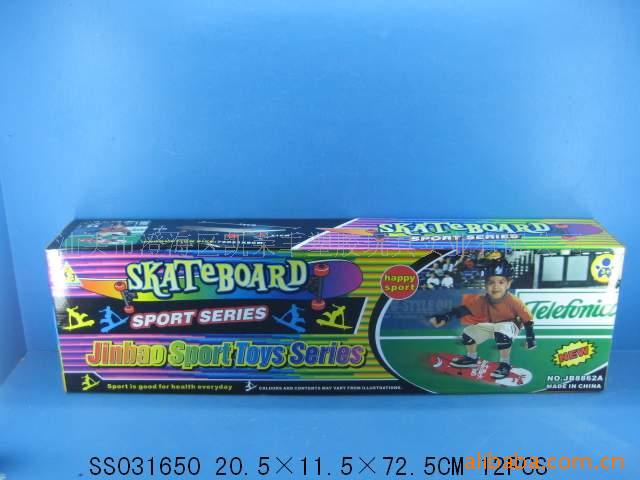 SKATEBOARD
SPORT SERIES
SKATEBOARD
SPORT SERIES
happy
sport
Telefonica
Jinbao Sport Toys Series
NEW
NO.JB8862A
MADE IN CHINA
Sport is good for health everyday
COLOURS AND CONTENTS MAY VARY FROM ILLUSTRATIONS.
SS031650 20.5×11.5×72.5CM 12PCS
alibaba.com.cn